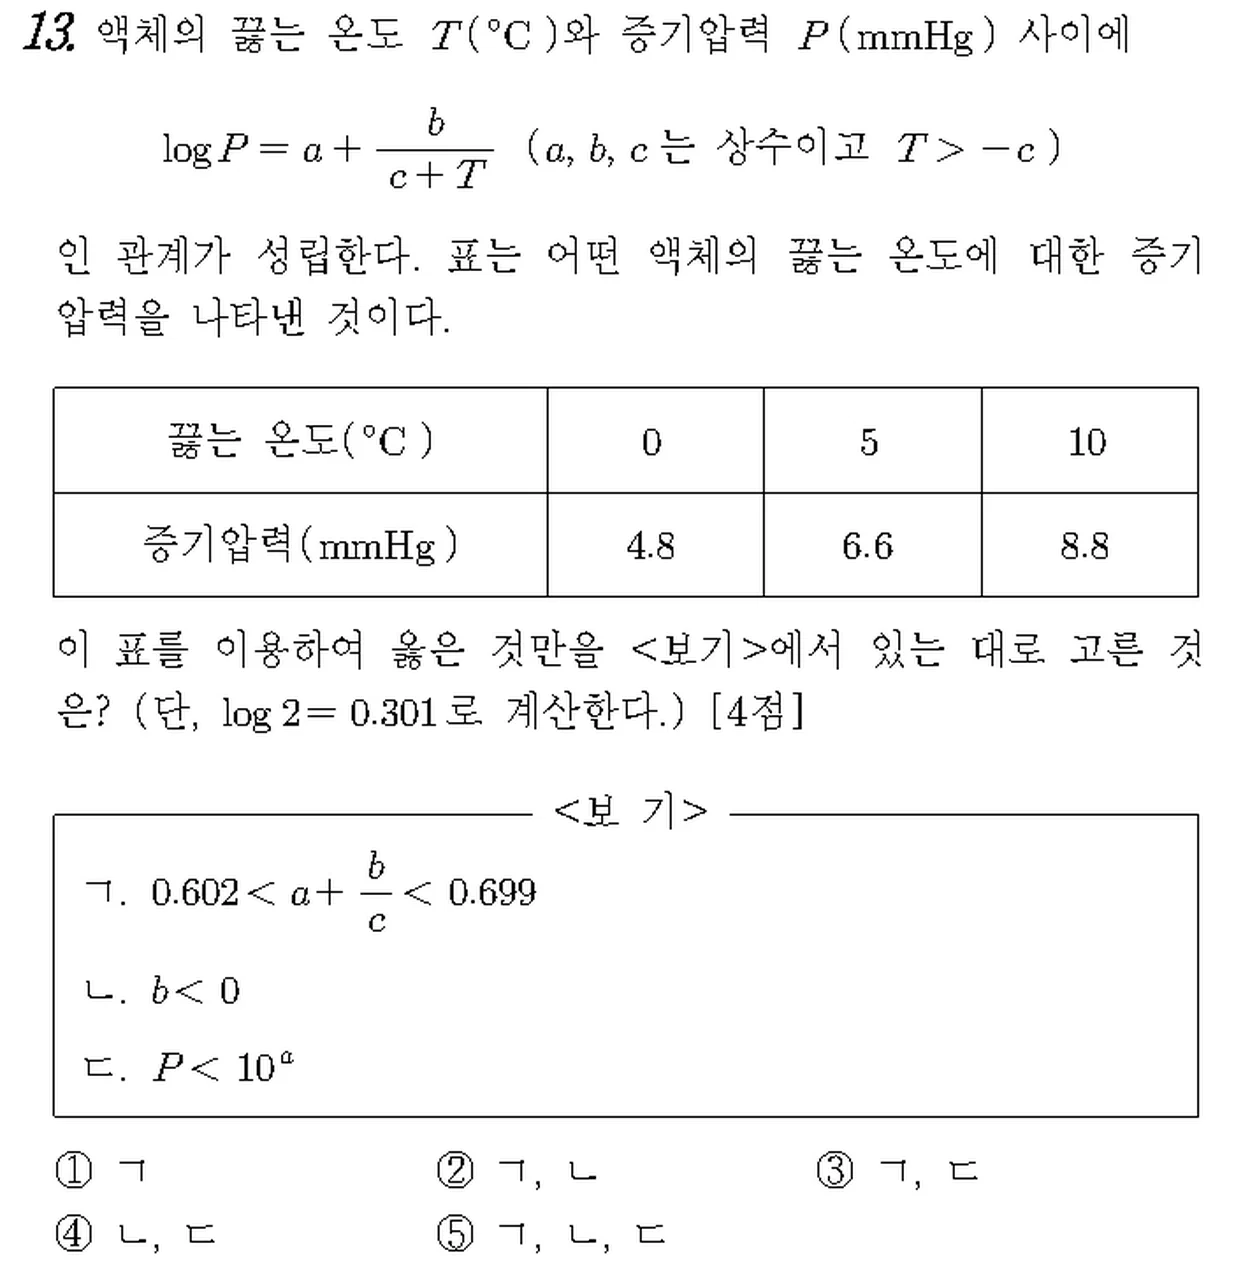 13. 액체의 끓는 온도 T(°C)와 증기압력 P(mmHg) 사이에
log P = a + b/(c+T) (a, b, c는 상수이고 T > -c)
인 관계가 성립한다. 표는 어떤 액체의 끓는 온도에 대한 증기
압력을 나타낸 것이다.
끓는 온도(°C) 0 5 10
증기압력(mmHg) 4.8 6.6 8.8
이 표를 이용하여 옳은 것만을 <보기>에서 있는 대로 고른 것
은? (단, log 2 = 0.301로 계산한다.) [4점]
<보 기>
ㄱ. 0.602 < a + b/c < 0.699
ㄴ. b < 0
ㄷ. P < 10^a
① ㄱ ② ㄱ, ㄴ ③ ㄱ, ㄷ
④ ㄴ, ㄷ ⑤ ㄱ, ㄴ, ㄷ